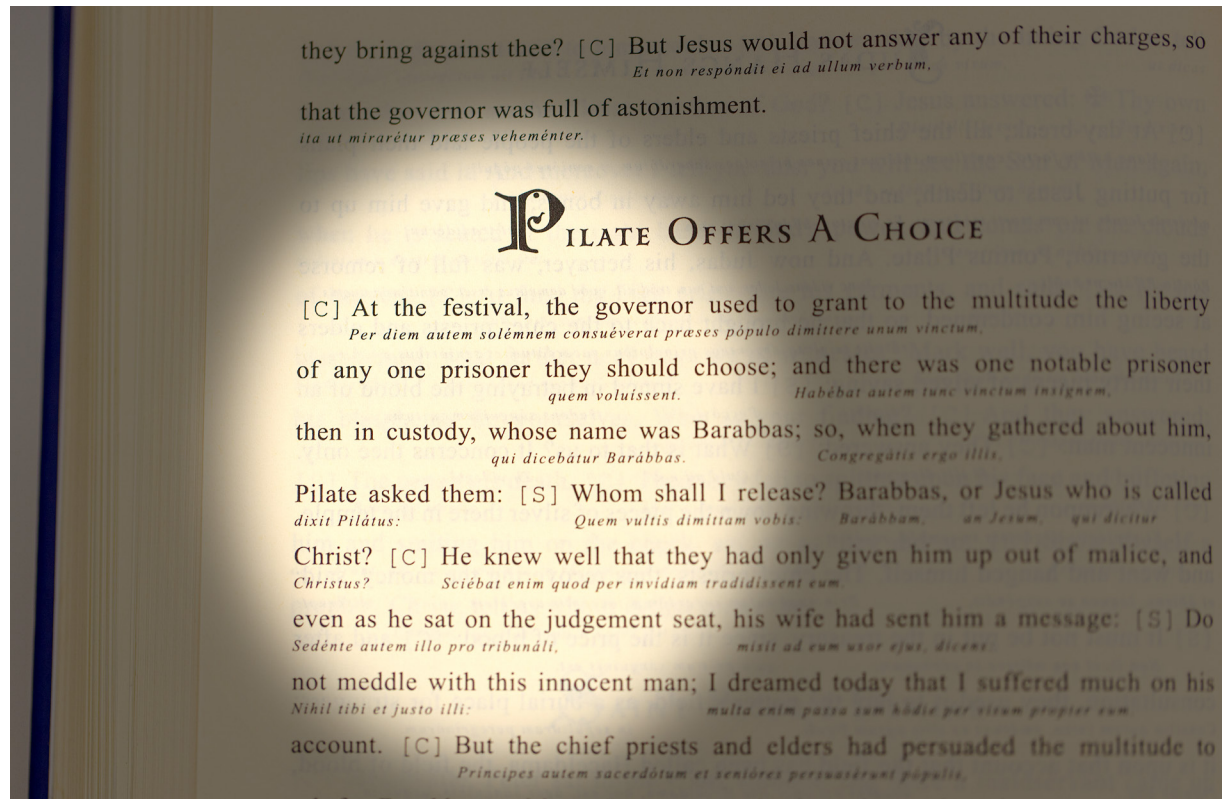 they bring against thee? [C] But Jesus would not answer any of their charges, so
Et non respóndit ei ad ullum verbum,
that the governor was full of astonishment.
ita ut mirarétur præses veheménter.
PILATE OFFERS A CHOICE
[C] At the festival, the governor used to grant to the multitude the liberty
Per diem autem solémnem consuéverat præses pópulo dimíttere unum vinctum,
of any one prisoner they should choose; and there was one notable prisoner
quem voluissent. Habébat autem tunc vinctum insígnem,
then in custody, whose name was Barabbas; so, when they gathered about him,
qui dicebátur Barábbas. Congregátis ergo illis,
Pilate asked them: [S] Whom shall I release? Barabbas, or Jesus who is called
dixit Pilátus: Quem vultis dimíttam vobis: Barábbam, an Jesum, qui dícitur
Christ? [C] He knew well that they had only given him up out of malice, and
Christus? Sciébat enim quod per invídiam tradidíssent eum.
even as he sat on the judgement seat, his wife had sent him a message: [S] Do
Sedénte autem illo pro tribunáli, misit ad eum uxor ejus, dicens:
not meddle with this innocent man; I dreamed today that I suffered much on his
Nihil tibi et justo illi: multa enim passa sum hódie per visum propter eum.
account. [C] But the chief priests and elders had persuaded the multitude to
Príncipes autem sacerdótum et senióres persuasérunt pópulis,